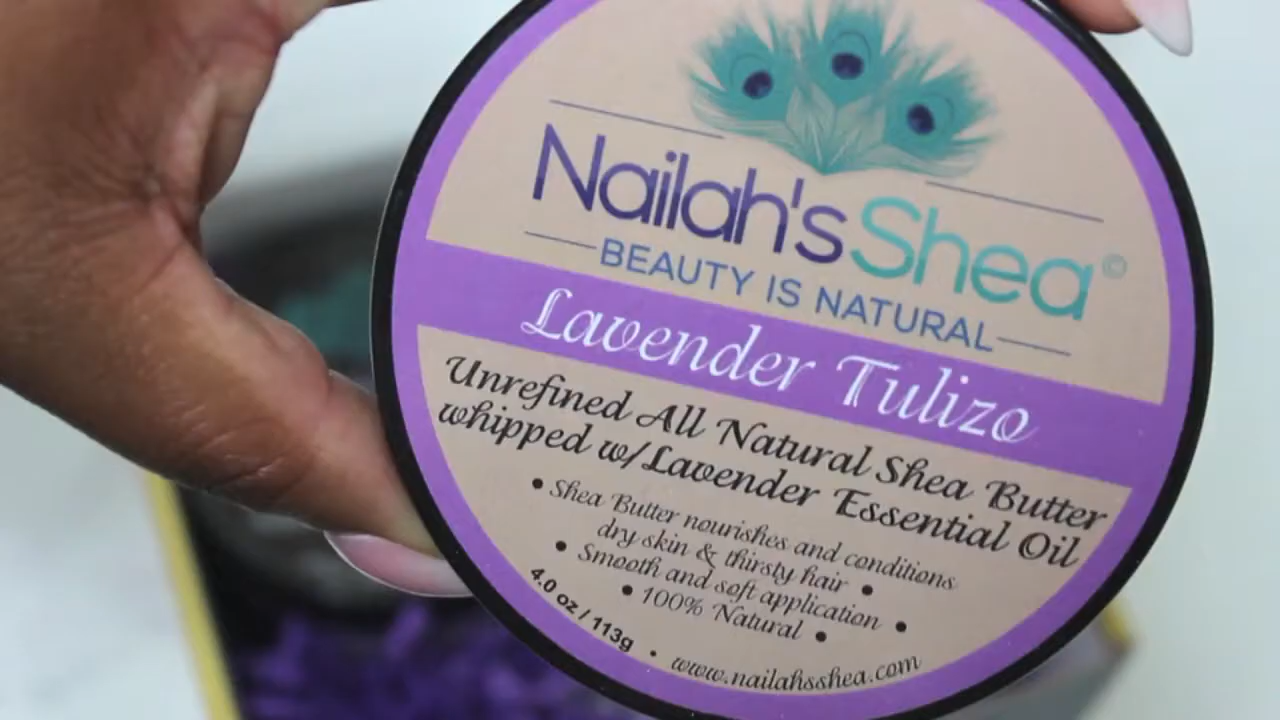 Nailah's Shea©
BEAUTY IS NATURAL
Lavender Tulizo
Unrefined All Natural Shea Butter
whipped w/Lavender Essential Oil
• Shea Butter nourishes and conditions
dry skin & thirsty hair •
• Smooth and soft application •
• 100% Natural •
4.0 oz / 113g • www.nailahsshea.com